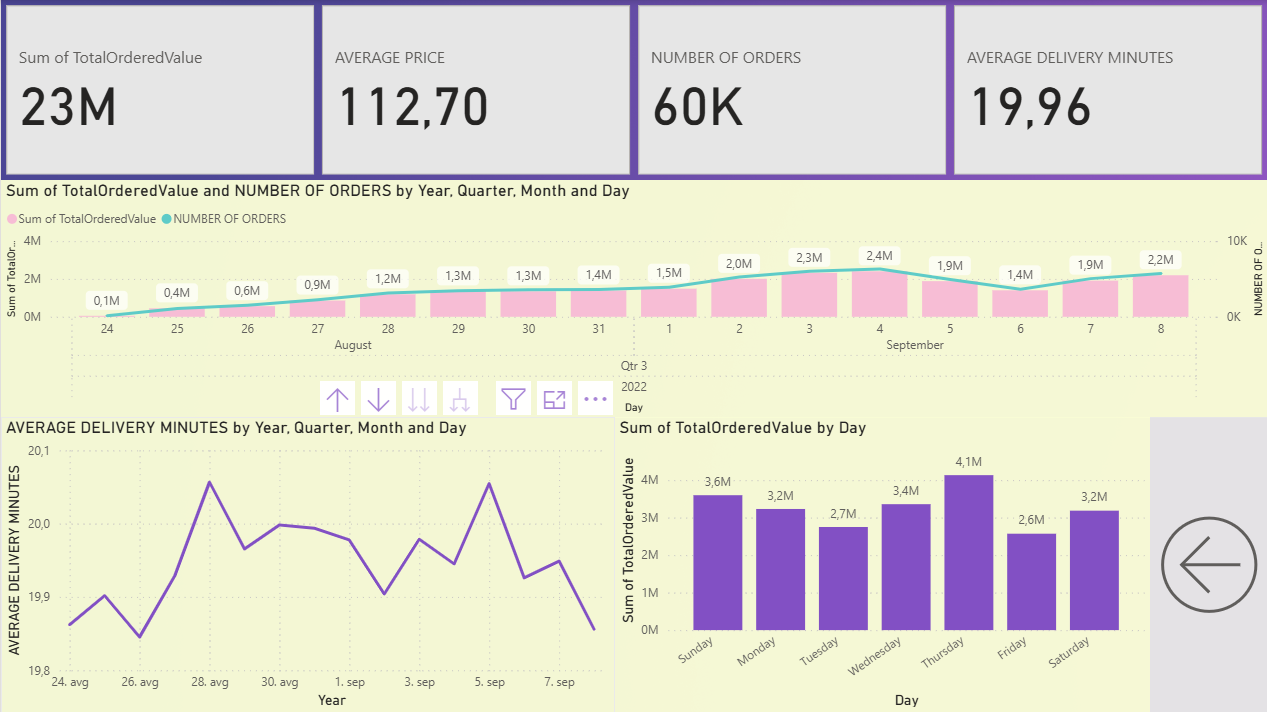 Sum of TotalOrderedValue
23M
AVERAGE PRICE
112,70
NUMBER OF ORDERS
60K
AVERAGE DELIVERY MINUTES
19,96
Sum of TotalOrderedValue and NUMBER OF ORDERS by Year, Quarter, Month and Day
Sum of TotalOrderedValue NUMBER OF ORDERS
Sum of TotalOr...
4M
2M
0M
0,1M 0,4M 0,6M 0,9M 1,2M 1,3M 1,3M 1,4M 1,5M 2,0M 2,3M 2,4M 1,9M 1,4M 1,9M 2,2M
10K
0K
NUMBER OF O...
24 25 26 27 28 29 30 31 1 2 3 4 5 6 7 8
August September
Qtr 3
2022
Day
AVERAGE DELIVERY MINUTES by Year, Quarter, Month and Day
AVERAGE DELIVERY MINUTES
20,1
20,0
19,9
19,8
24. avg 26. avg 28. avg 30. avg 1. sep 3. sep 5. sep 7. sep
Year
Sum of TotalOrderedValue by Day
Sum of TotalOrderedValue
4M
3M
2M
1M
0M
3,6M 3,2M 2,7M 3,4M 4,1M 2,6M 3,2M
Sunday Monday Tuesday Wednesday Thursday Friday Saturday
Day